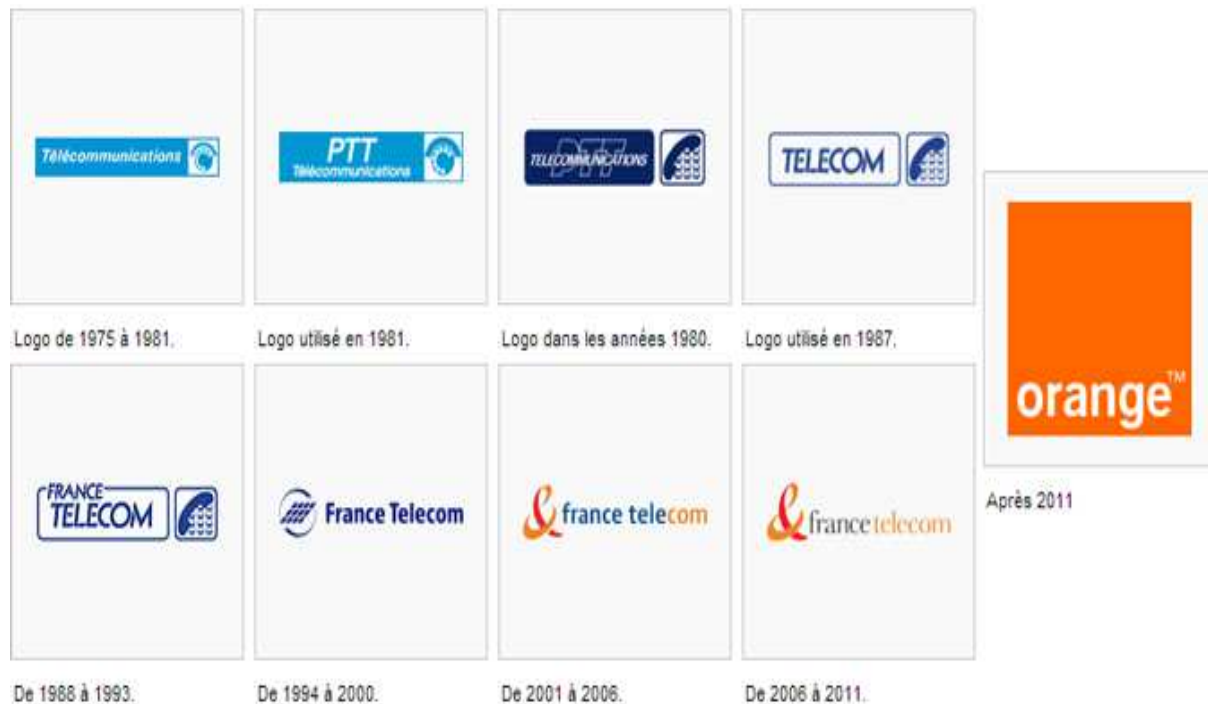 Télécommunications
PTT
Télécommunications
PTT
TELECOMMUNICATIONS
TELECOM
Logo de 1975 à 1981.
Logo utilisé en 1981.
Logo dans les années 1980.
Logo utilisé en 1987.
orange™
FRANCE
TELECOM
France Telecom
france telecom
france telecom
Après 2011
De 1988 à 1993.
De 1994 à 2000.
De 2001 à 2006.
De 2006 à 2011.